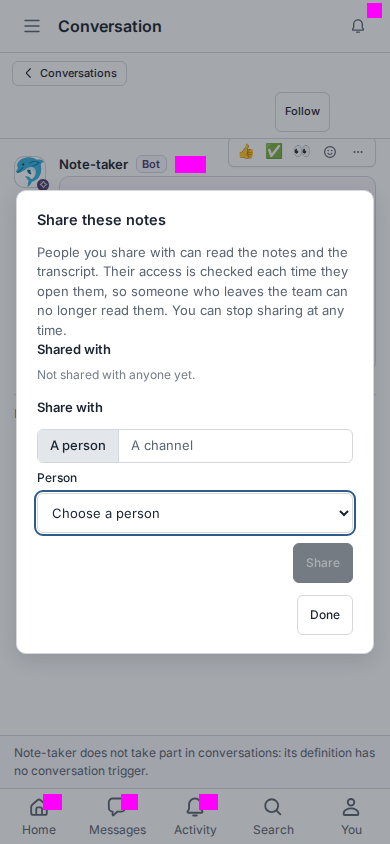 Conversation
Conversations
Follow
Note-taker Bot
Share these notes
People you share with can read the notes and the
transcript. Their access is checked each time they
open them, so someone who leaves the team can
no longer read them. You can stop sharing at any
time.
Shared with
Not shared with anyone yet.
Share with
A person A channel
Person
Choose a person
Share
Done
Note-taker does not take part in conversations: its definition has
no conversation trigger.
Home Messages Activity Search You